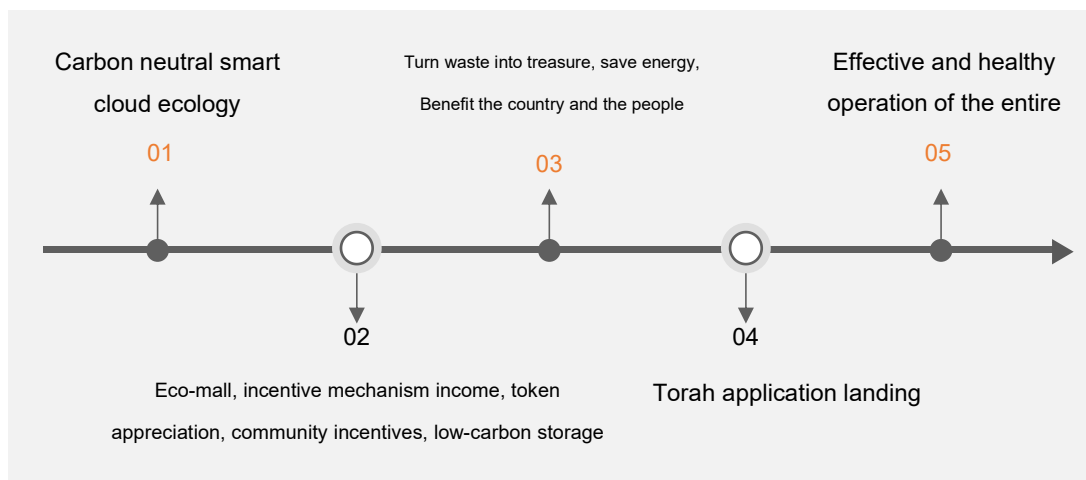 Carbon neutral smart
cloud ecology
01
Turn waste into treasure, save energy,
Benefit the country and the people
03
Effective and healthy
operation of the entire
05
02
Eco-mall, incentive mechanism income, token
appreciation, community incentives, low-carbon storage
04
Torah application landing